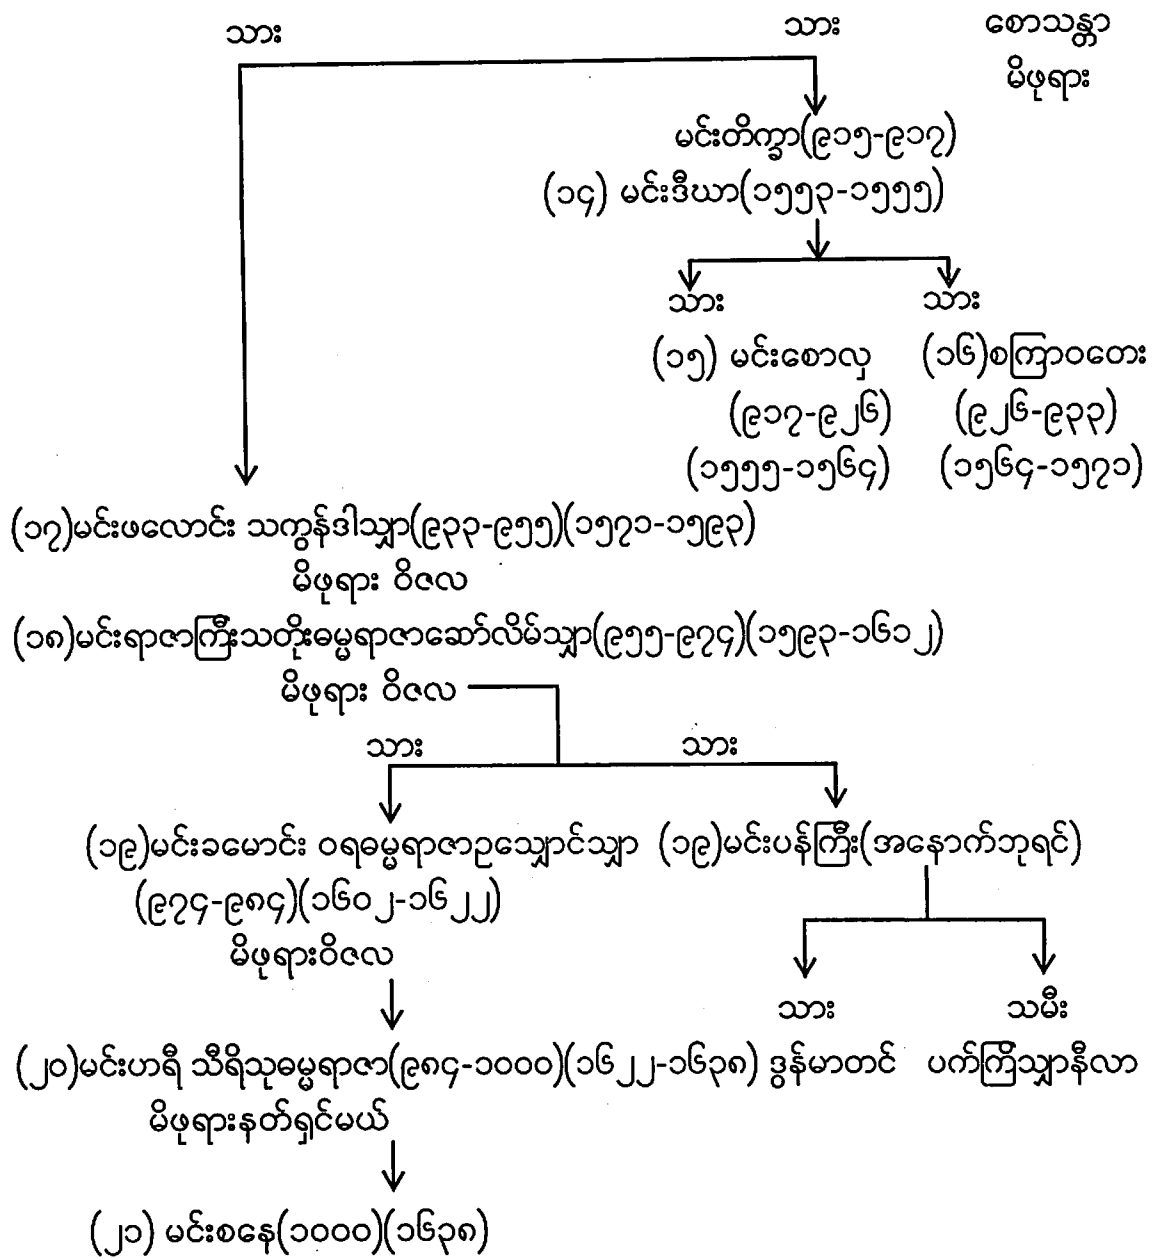 သား သား စောသန္တာ
မိဖုရား
မင်းတိက္ခာ(၉၁၅-၉၁၇)
(၁၄) မင်းဒီဃာ(၁၅၅၃-၁၅၅၅)
သား သား
(၁၅) မင်းစောလှ (၁၆)စကြာဝတေး
(၉၁၇-၉၂၆) (၉၂၆-၉၃၃)
(၁၅၅၅-၁၅၆၄) (၁၅၆၄-၁၅၇၁)
(၁၇)မင်းဖလောင်း သကွန်ဒါသျှာ(၉၃၃-၉၅၅)(၁၅၇၁-၁၅၉၃)
မိဖုရား ဝိဇလ
(၁၈)မင်းရာဇာကြီးသတိုးဓမ္မရာဇာဆော်လိမ်သျှာ(၉၅၅-၉၇၄)(၁၅၉၃-၁၆၁၂)
မိဖုရား ဝိဇလ
သား သား
(၁၉)မင်းခမောင်း ဝရဓမ္မရာဇာဥသျှောင်သျှာ (၁၉)မင်းပန်ကြီး(အနောက်ဘုရင်)
(၉၇၄-၉၈၄)(၁၆၀၂-၁၆၂၂)
မိဖုရားဝိဇလ
သား သမီး
(၂၀)မင်းဟရီ သီရိသုဓမ္မရာဇာ(၉၈၄-၁၀၀၀)(၁၆၂၂-၁၆၃၈) ဒွန်မာတင် ပက်ကြိသျှာနီလာ
မိဖုရားနတ်ရှင်မယ်
(၂၁) မင်းစနေ(၁၀၀၀)(၁၆၃၈)